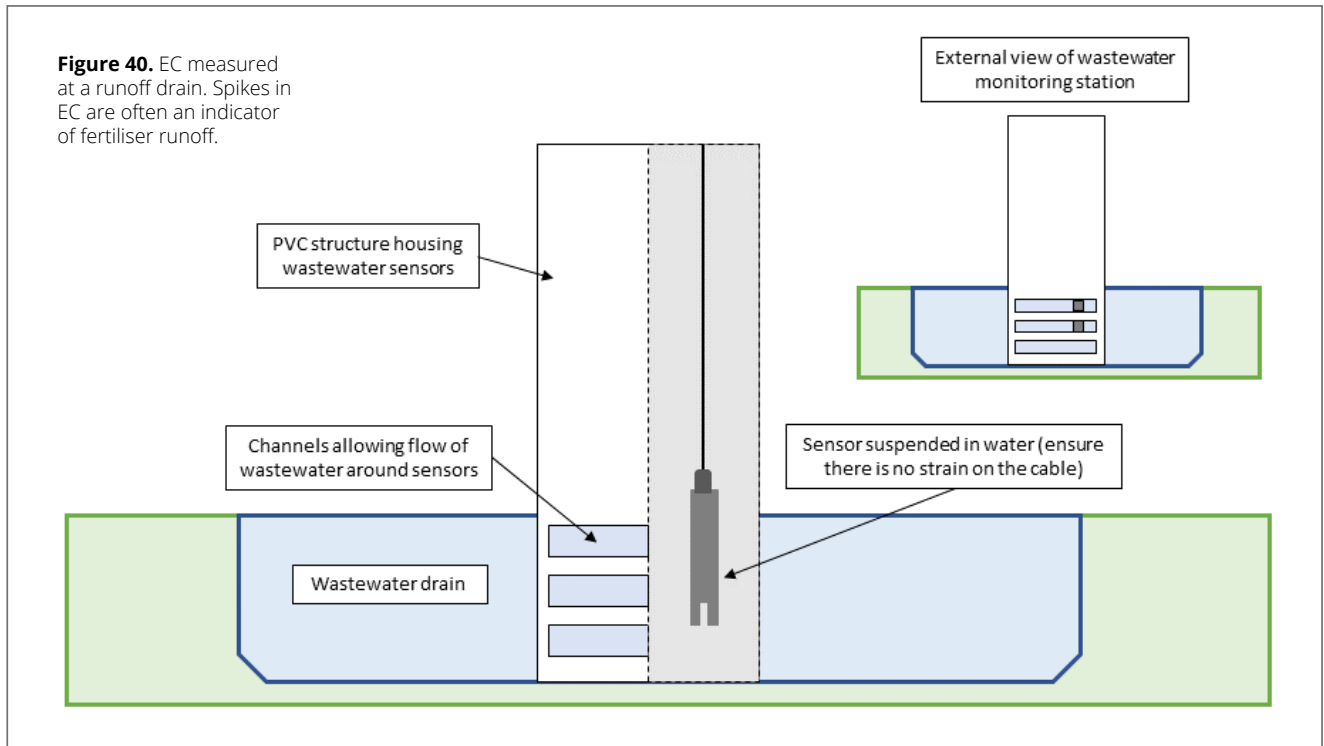 Figure 40. EC measured
at a runoff drain. Spikes in
EC are often an indicator
of fertiliser runoff.
External view of wastewater
monitoring station
PVC structure housing
wastewater sensors
Channels allowing flow of
wastewater around sensors
Sensor suspended in water (ensure
there is no strain on the cable)
Wastewater drain